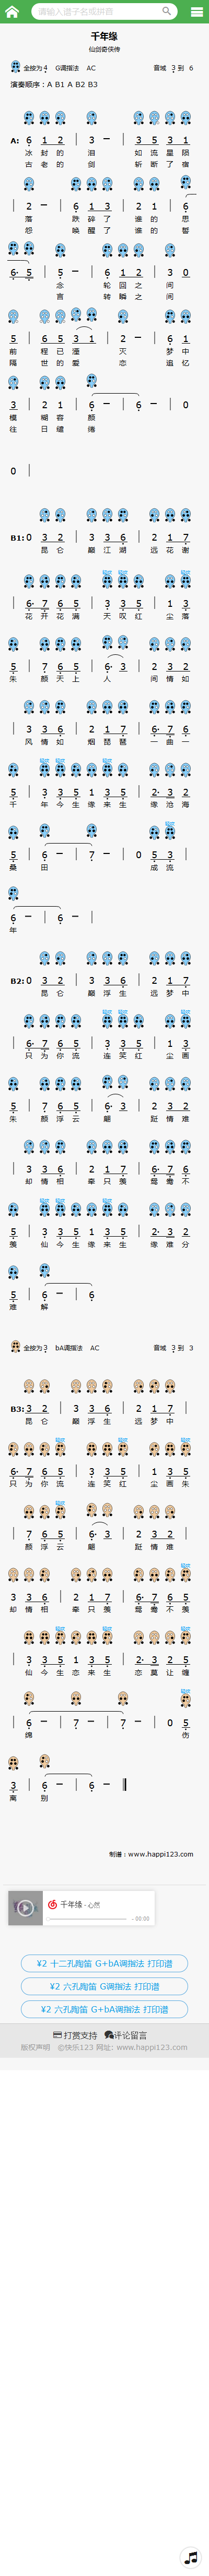 请输入谱子名或拼音
千年缘
仙剑奇侠传
全按为 4 G调指法 AC 音域 3 到 6
演奏顺序：A B1 A B2 B3
A: 6 1 2 3 - 3 5 3 1
冰 封 的 泪 如 流 星 陨
古 老 的 剑 斩 断 了 宿
2 - 6 1 3 2 1 6
落 跌 碎 了 谁 的 思
怨 唤 醒 了 谁 的 誓
6· 5 5 - 6 1 2 3 0
念 轮 回 之 间
言 转 瞬 之 间
5 6 5 3 1 2 - 6 1
前 程 已 湮 灭 梦 中
隔 世 的 爱 恋 追 忆
3 2 1 6 - 6 - 0
模 糊 容 颜
往 日 缱 绻
0
B1: 0 3 2 3 3 6 2 1 7
昆 仑 巅 江 湖 远 花 谢
6· 7 6 5 3 3 5 1 3
花 开 花 满 天 叹 红 尘 落
5 7 6 5 6· 3 2 3 2
朱 颜 天 上 人 间 情 如
3 3 6 2 1 7 6· 7 6
风 情 如 烟 琵 琶 一 曲 一
5 3 3 5 1 3 5 2· 3 2
千 年 今 生 缘 来 生 缘 沧 海
5 6 - 7 - 0 5 3
桑 田 成 流
6 - 6 -
年
B2: 0 3 2 3 3 6 2 1 7
昆 仑 巅 浮 生 远 梦 中
6· 7 6 5 3 3 5 1 3
只 为 你 流 连 笑 红 尘 画
5 7 6 5 6· 3 2 3 2
朱 颜 浮 云 翩 跹 情 难
3 3 6 2 1 7 6· 7 6
却 情 相 牵 只 羡 鸳 鸯 不
5 3 3 5 1 3 5 2· 3 2
羡 仙 今 生 缘 来 生 缘 难 分
5 6 - 6
难 解
全按为 3 bA调指法 AC 音域 3 到 3
B3: 3 2 3 3 6 2 1 7
昆 仑 巅 浮 生 远 梦 中
6· 7 6 5 3 3 5 1 3 5
只 为 你 流 连 笑 红 尘 画 朱
7 6 5 6· 3 2 3 2
颜 浮 云 翩 跹 情 难
3 3 6 2 1 7 6· 7 6 5
却 情 相 牵 只 羡 鸳 鸯 不 羡
3 3 5 1 3 5 2· 3 2 5
仙 今 生 恋 来 生 恋 莫 让 缠
6 - 7 - 7 - 0 5
绵 伤
3 6 - 6 -
离 别
制谱：www.happi123.com
千年缘 - 心然
- 00:00
¥2 十二孔陶笛 G+bA调指法 打印谱
¥2 六孔陶笛 G调指法 打印谱
¥2 六孔陶笛 G+bA调指法 打印谱
打赏支持 评论留言
版权声明 @快乐123 网址: www.happi123.com